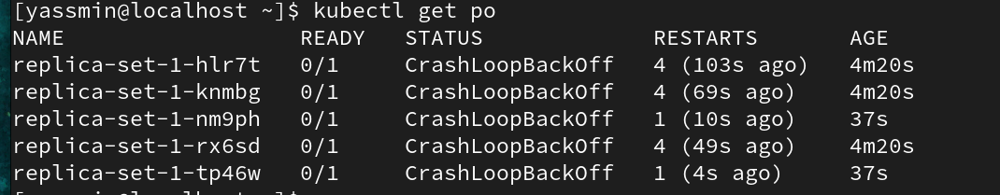 [yassmin@localhost ~]$ kubectl get po
NAME READY STATUS RESTARTS AGE
replica-set-1-hlr7t 0/1 CrashLoopBackOff 4 (103s ago) 4m20s
replica-set-1-knmbg 0/1 CrashLoopBackOff 4 (69s ago) 4m20s
replica-set-1-nm9ph 0/1 CrashLoopBackOff 1 (10s ago) 37s
replica-set-1-rx6sd 0/1 CrashLoopBackOff 4 (49s ago) 4m20s
replica-set-1-tp46w 0/1 CrashLoopBackOff 1 (4s ago) 37s